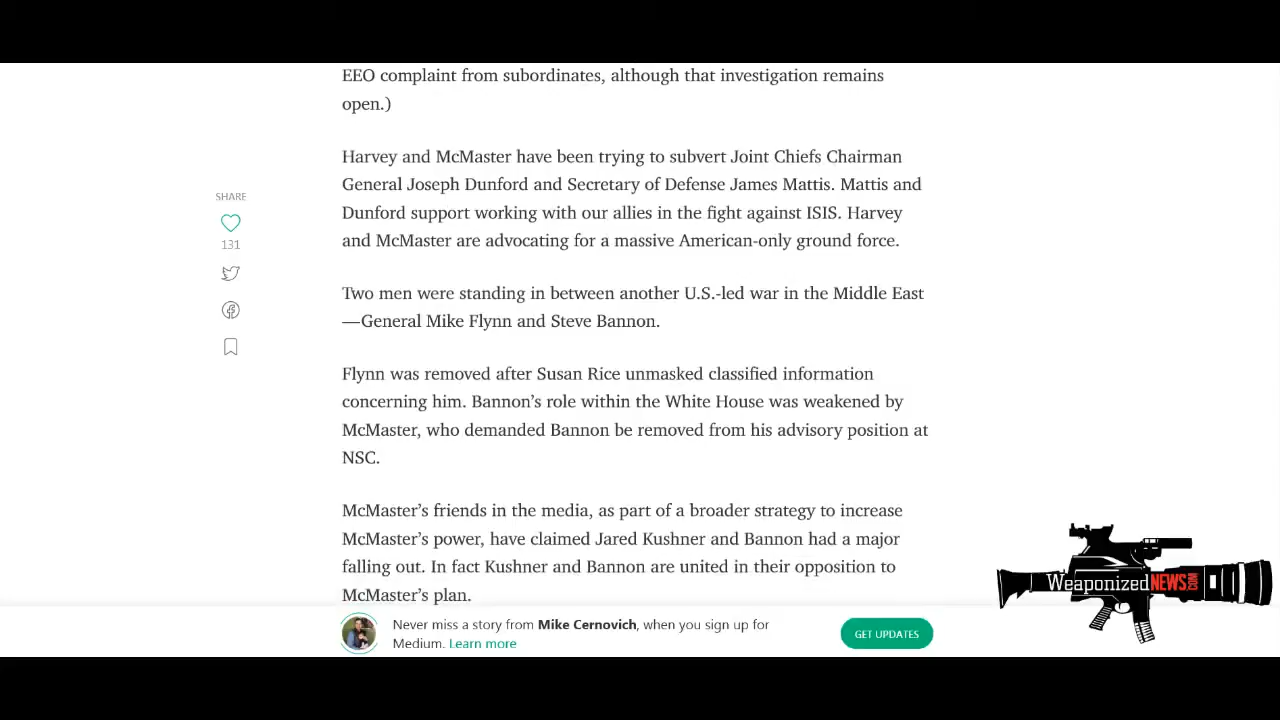 EEO complaint from subordinates, although that investigation remains
open.)
Harvey and McMaster have been trying to subvert Joint Chiefs Chairman
General Joseph Dunford and Secretary of Defense James Mattis. Mattis and
Dunford support working with our allies in the fight against ISIS. Harvey
and McMaster are advocating for a massive American-only ground force.
SHARE
131
Two men were standing in between another U.S.-led war in the Middle East
—General Mike Flynn and Steve Bannon.
Flynn was removed after Susan Rice unmasked classified information
concerning him. Bannon’s role within the White House was weakened by
McMaster, who demanded Bannon be removed from his advisory position at
NSC.
McMaster’s friends in the media, as part of a broader strategy to increase
McMaster’s power, have claimed Jared Kushner and Bannon had a major
falling out. In fact Kushner and Bannon are united in their opposition to
McMaster’s plan.
WeaponizedNEWS.COM
Never miss a story from Mike Cernovich, when you sign up for
Medium. Learn more
GET UPDATES